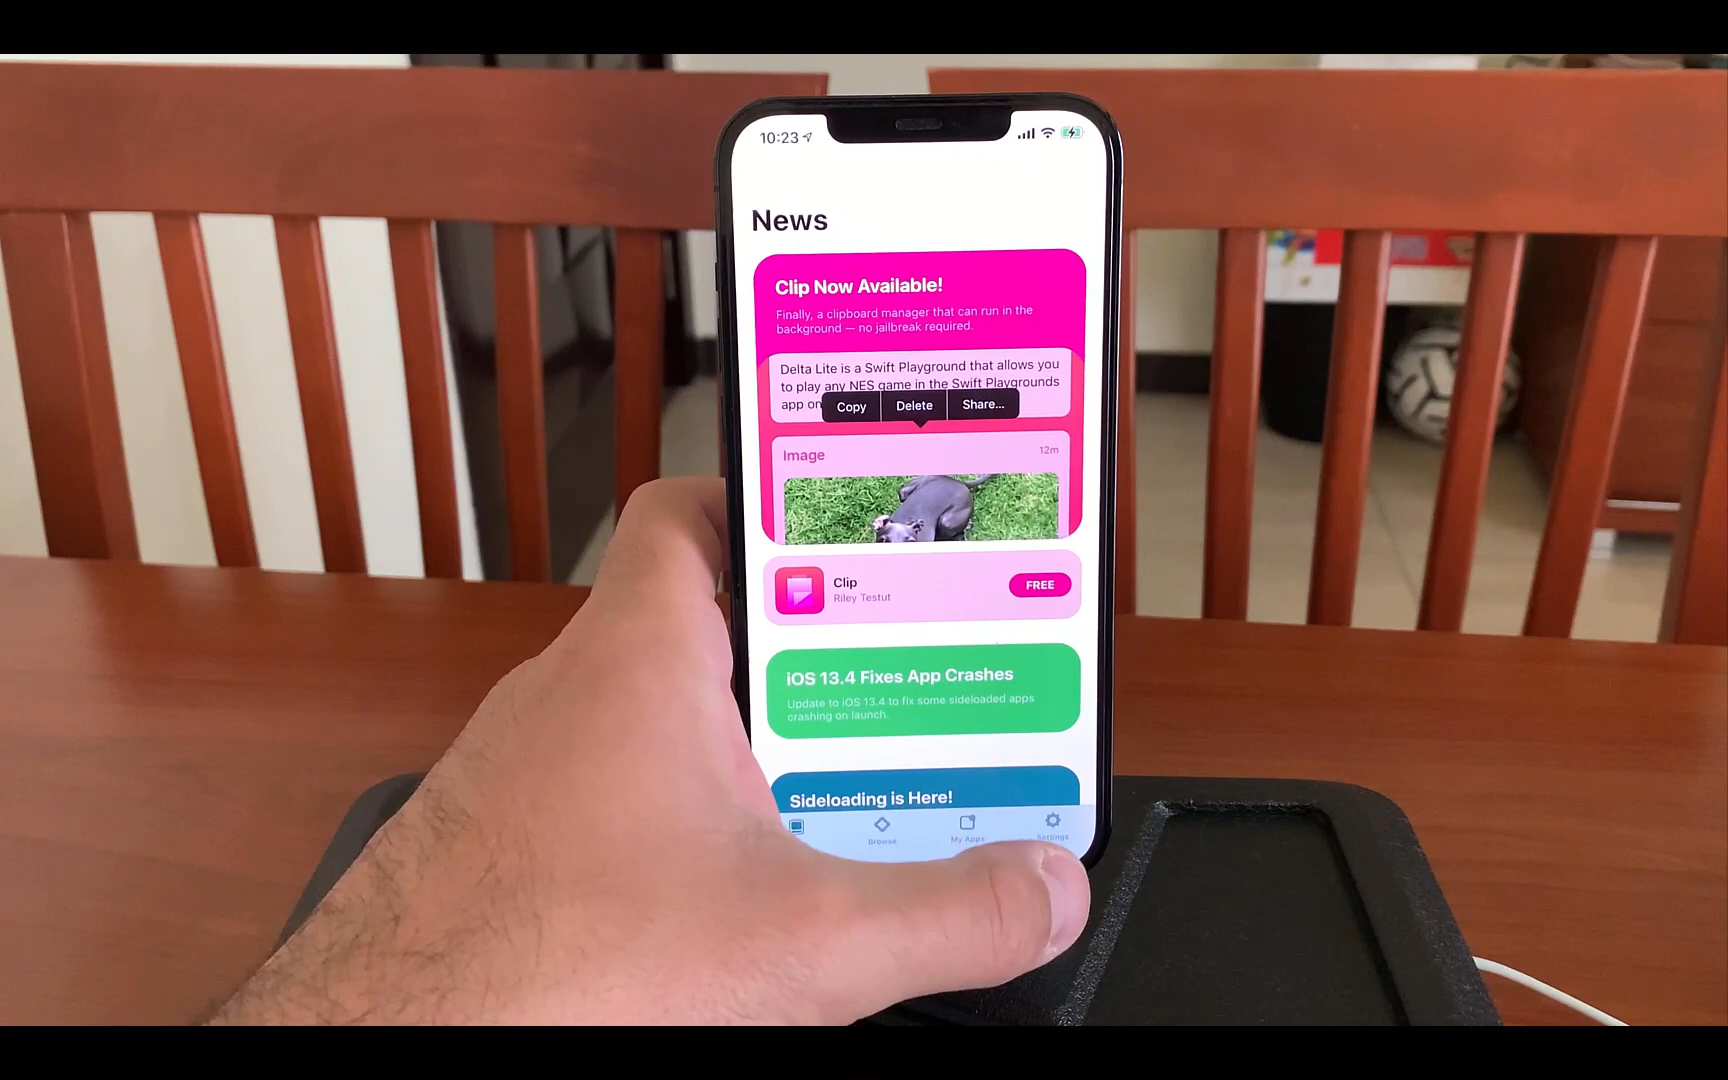 10:23
News
Clip Now Available!
Finally, a clipboard manager that can run in the
background — no jailbreak required.
Delta Lite is a Swift Playground that allows you
to play any NES game in the Swift Playgrounds
app on
Copy
Delete
Share...
Image
12m
Clip
Riley Testut
FREE
iOS 13.4 Fixes App Crashes
Update to iOS 13.4 to fix some sideloaded apps
crashing on launch.
Sideloading is Here!
Browse
My Apps
Settings